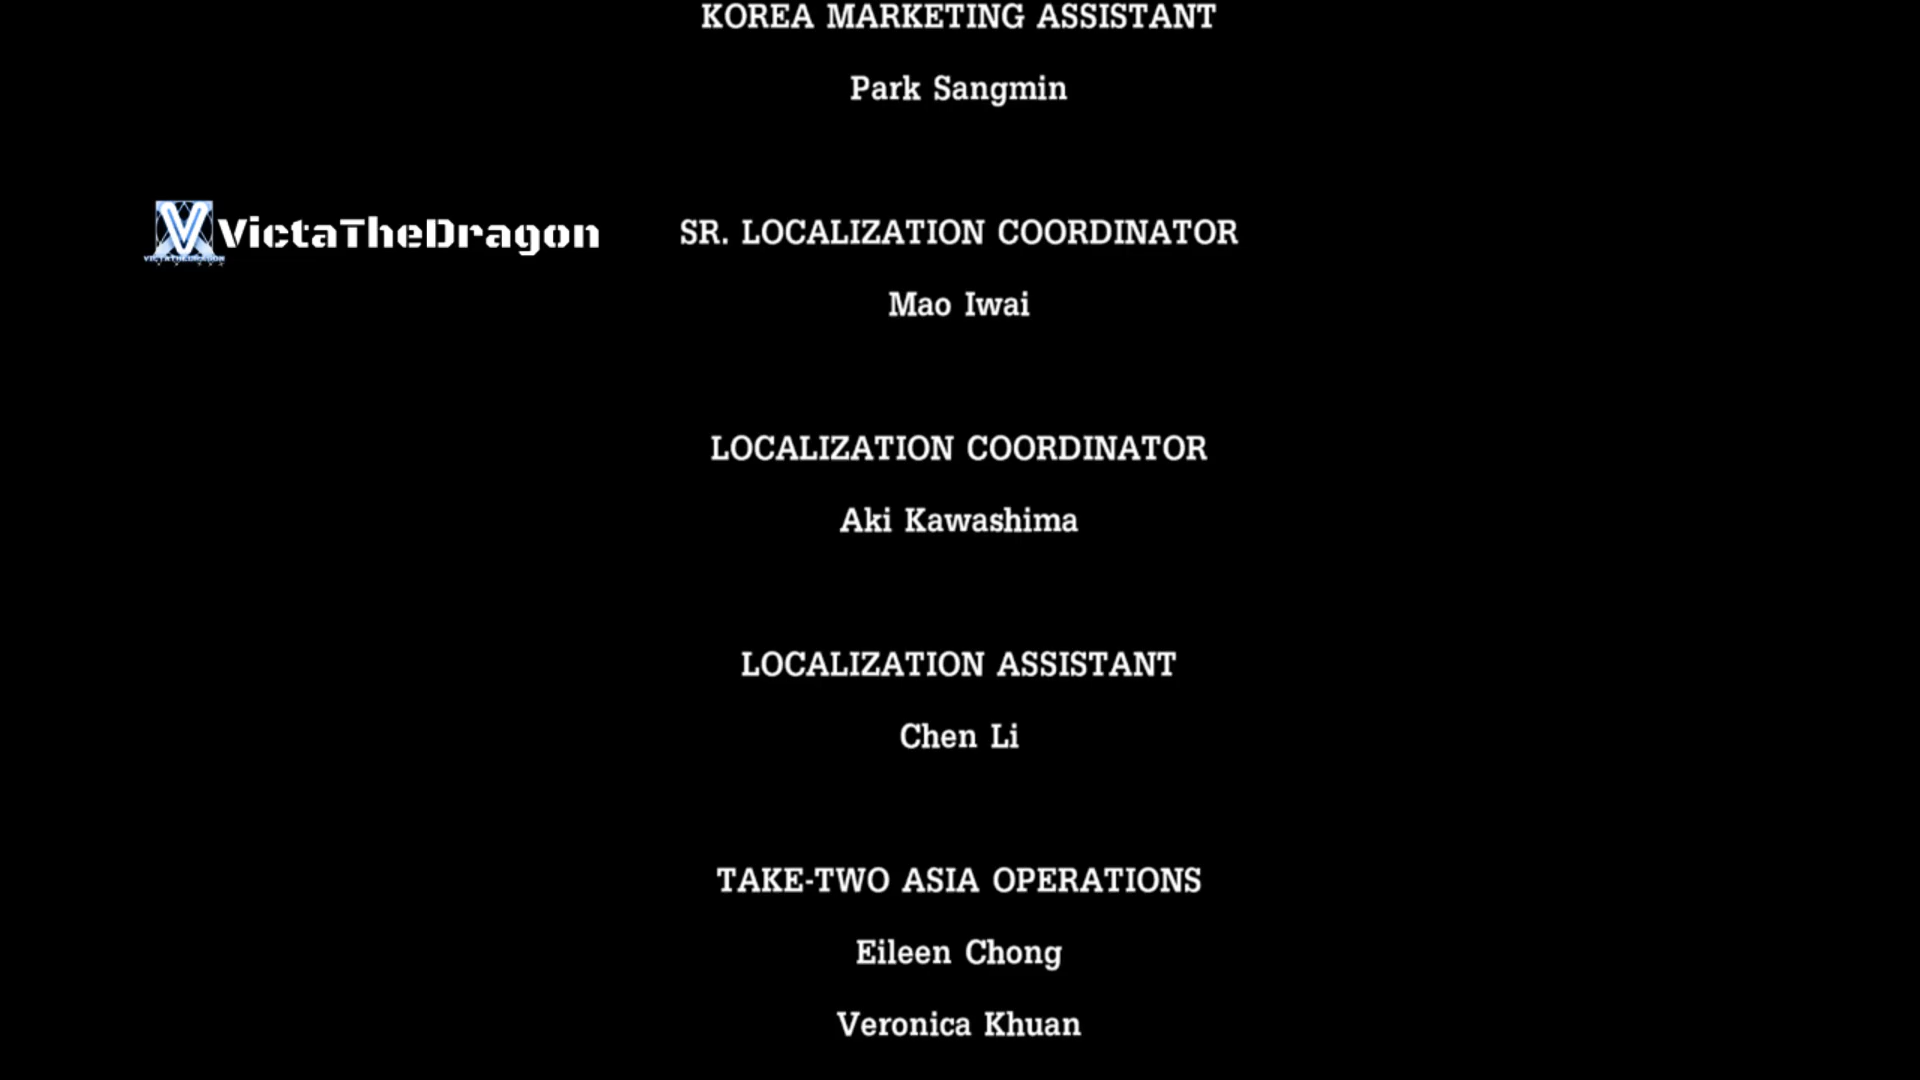 KOREA MARKETING ASSISTANT
Park Sangmin
VictaTheDragon
VICTATHEDRAGON
SR. LOCALIZATION COORDINATOR
Mao Iwai
LOCALIZATION COORDINATOR
Aki Kawashima
LOCALIZATION ASSISTANT
Chen Li
TAKE-TWO ASIA OPERATIONS
Eileen Chong
Veronica Khuan